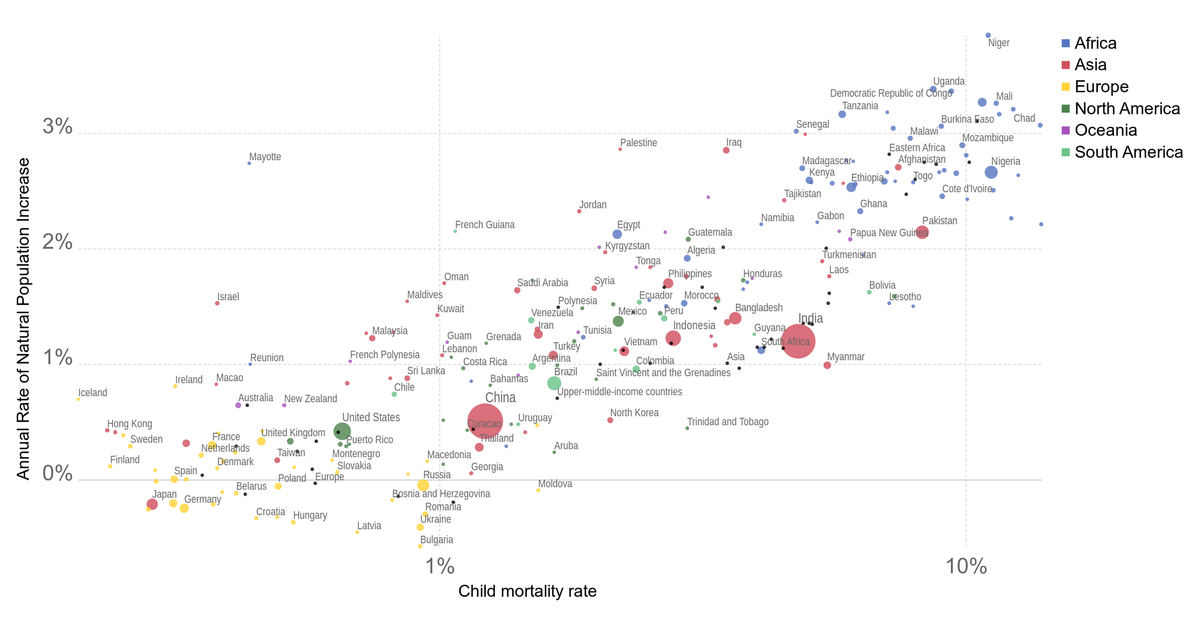 Niger
Africa
Asia
Europe
North America
Oceania
South America
Uganda
Democratic Republic of Congo
Mali
Tanzania
Chad
3%
Senegal
Burkina Faso
Malawi
Mozambique
Palestine
Iraq
Eastern Africa
Mayotte
Madagascar
Afghanistan
Nigeria
Kenya
Ethiopia
Togo
Tajikistan
Cote d'Ivoire
Jordan
Ghana
French Guiana
Egypt
Namibia
Gabon
Pakistan
Guatemala
Papua New Guinea
2%
Kyrgyzstan
Algeria
Turkmenistan
Tonga
Oman
Saudi Arabia
Syria
Philippines
Honduras
Laos
Bolivia
Israel
Maldives
Polynesia
Ecuador
Morocco
Lesotho
Kuwait
Venezuela
Mexico
Peru
Bangladesh
Iran
Indonesia
India
Malaysia
Guam
Grenada
Tunisia
Guyana
Lebanon
Turkey
Vietnam
South Africa
1%
Reunion
French Polynesia
Costa Rica
Argentina
Colombia
Asia
Myanmar
Macao
Sri Lanka
Bahamas
Brazil
Saint Vincent and the Grenadines
Ireland
Chile
Upper-middle-income countries
Iceland
Australia
New Zealand
China
Hong Kong
United States
Curacao
Uruguay
North Korea
Trinidad and Tobago
Sweden
France
United Kingdom
Puerto Rico
Thailand
Netherlands
Taiwan
Montenegro
Aruba
Finland
Denmark
Slovakia
Macedonia
Georgia
0%
Spain
Poland
Europe
Russia
Moldova
Japan
Germany
Belarus
Bosnia and Herzegovina
Croatia
Hungary
Romania
Latvia
Ukraine
Bulgaria
1%
10%
Child mortality rate
Annual Rate of Natural Population Increase